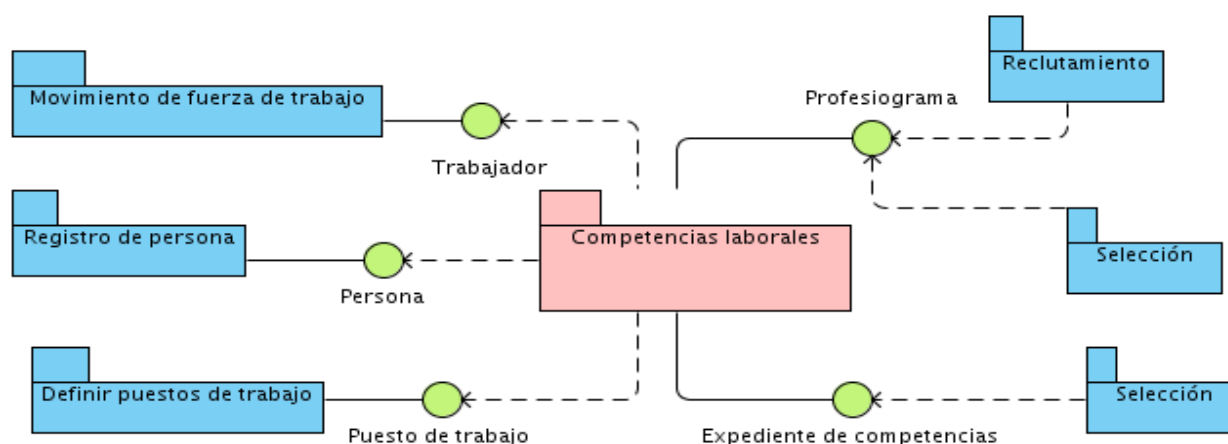 Reclutamiento
Movimiento de fuerza de trabajo
Profesiograma
Trabajador
Registro de persona
Competencias laborales
Selección
Persona
Definir puestos de trabajo
Selección
Puesto de trabajo
Expediente de competencias